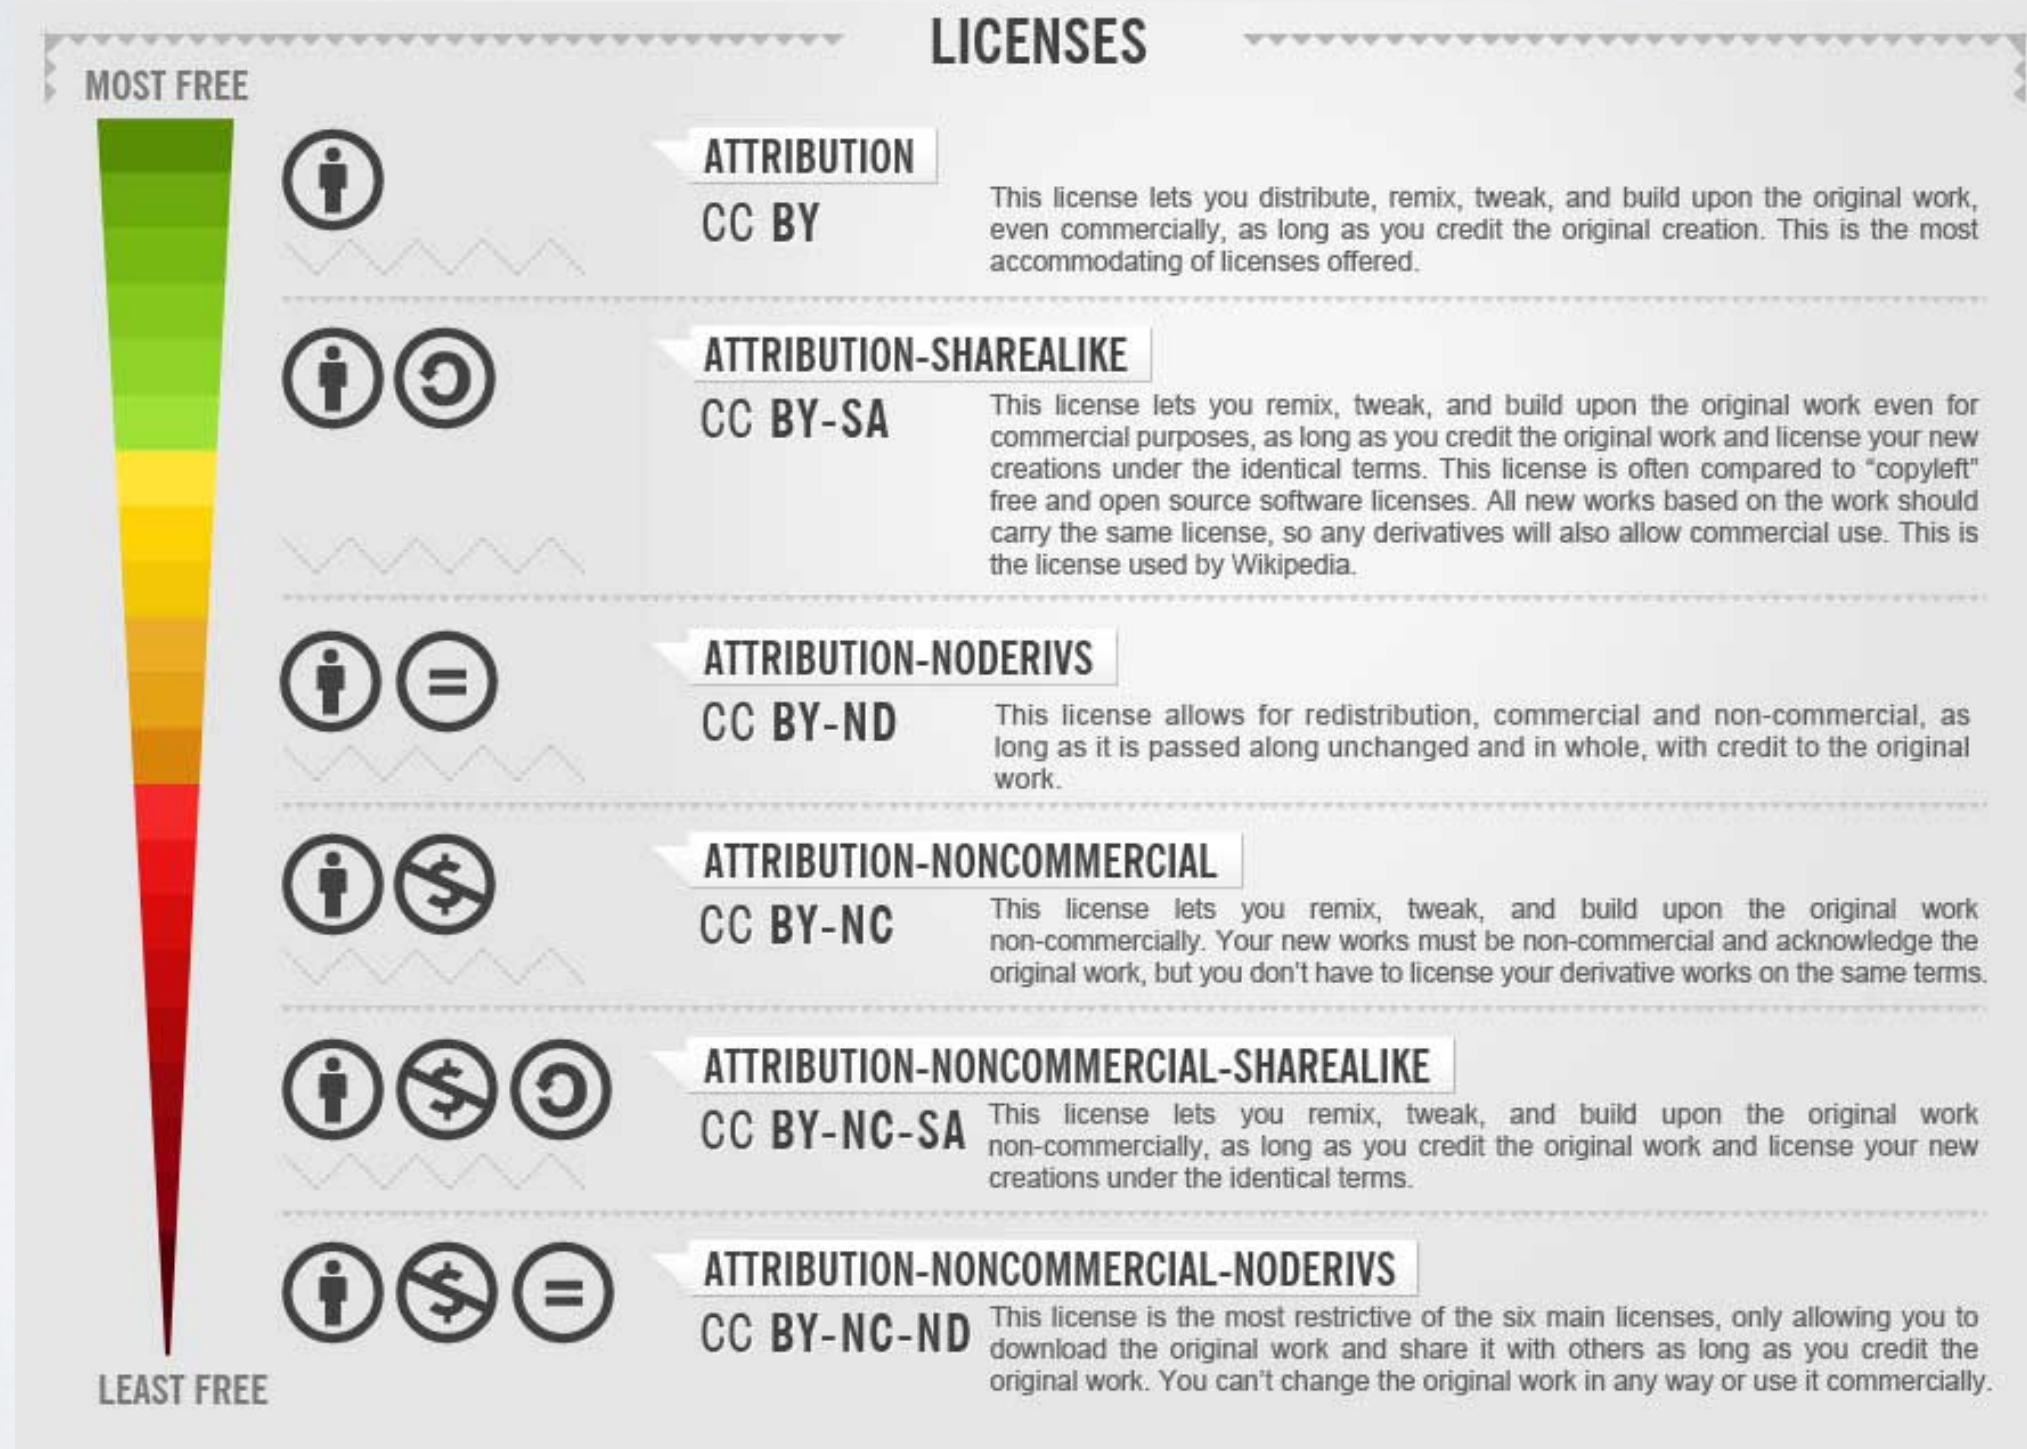 LICENSES
MOST FREE
ATTRIBUTION
CC BY
This license lets you distribute, remix, tweak, and build upon the original work,
even commercially, as long as you credit the original creation. This is the most
accommodating of licenses offered.
ATTRIBUTION-SHAREALIKE
CC BY-SA
This license lets you remix, tweak, and build upon the original work even for
commercial purposes, as long as you credit the original work and license your new
creations under the identical terms. This license is often compared to “copyleft”
free and open source software licenses. All new works based on the work should
carry the same license, so any derivatives will also allow commercial use. This is
the license used by Wikipedia.
ATTRIBUTION-NODERIVS
CC BY-ND
This license allows for redistribution, commercial and non-commercial, as
long as it is passed along unchanged and in whole, with credit to the original
work.
ATTRIBUTION-NONCOMMERCIAL
CC BY-NC
This license lets you remix, tweak, and build upon the original work
non-commercially. Your new works must be non-commercial and acknowledge the
original work, but you don't have to license your derivative works on the same terms.
ATTRIBUTION-NONCOMMERCIAL-SHAREALIKE
CC BY-NC-SA
This license lets you remix, tweak, and build upon the original work
non-commercially, as long as you credit the original work and license your new
creations under the identical terms.
ATTRIBUTION-NONCOMMERCIAL-NODERIVS
CC BY-NC-ND
This license is the most restrictive of the six main licenses, only allowing you to
download the original work and share it with others as long as you credit the
original work. You can't change the original work in any way or use it commercially.
LEAST FREE